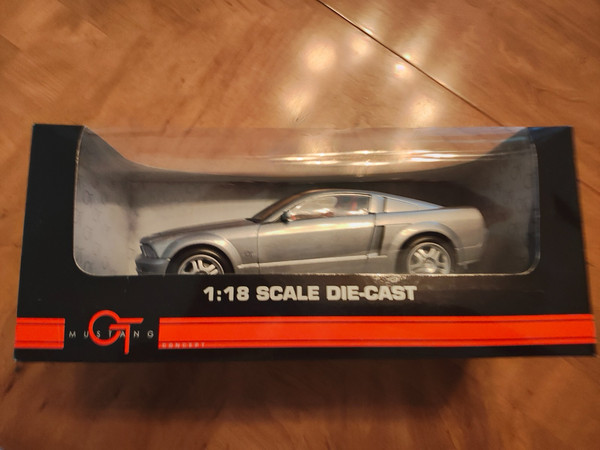 1:18 SCALE DIE-CAST
GT
MUSTANG
CONCEPT